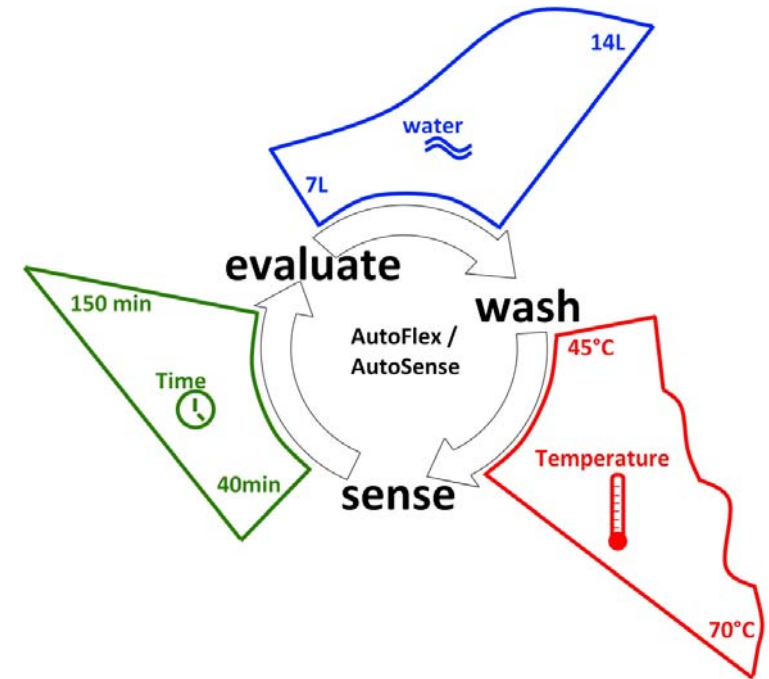 14L
water
7L
evaluate
wash
150 min
AutoFlex /
AutoSense
45°C
Time
Temperature
40min
sense
70°C